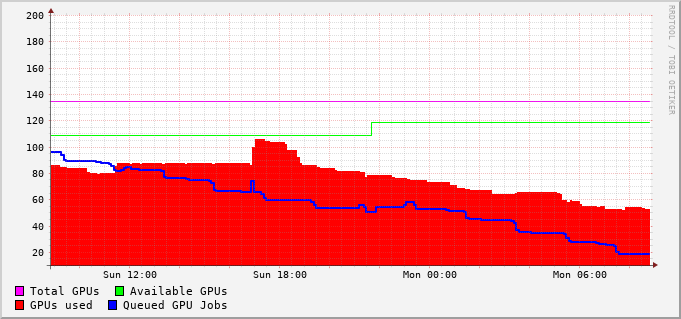 200
180
160
140
120
100
80
60
40
20
Sun 12:00 Sun 18:00 Mon 00:00 Mon 06:00
Total GPUs Available GPUs
GPUs used Queued GPU Jobs
RRDTOOL / TOBI OETIKER